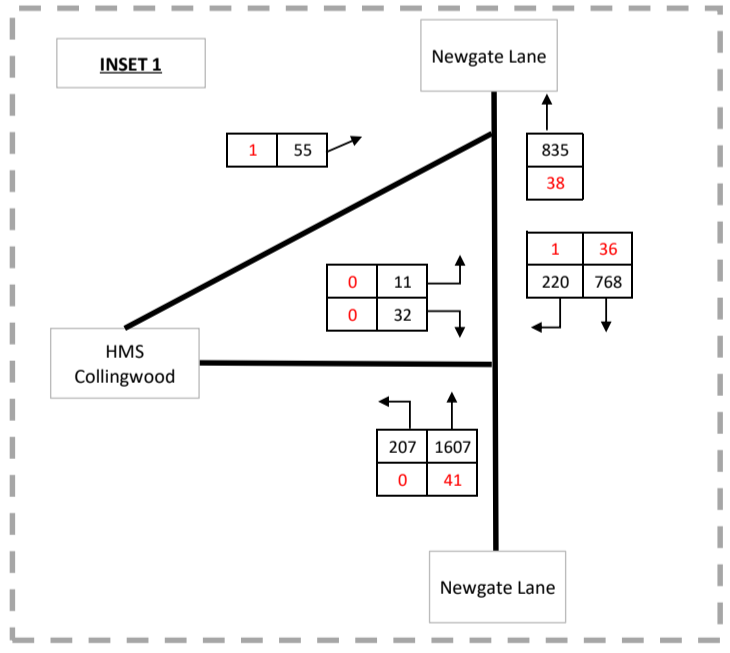 Newgate Lane
INSET 1
1 55
835
38
1 36
220 768
0 11
0 32
HMS
Collingwood
207 1607
0 41
Newgate Lane